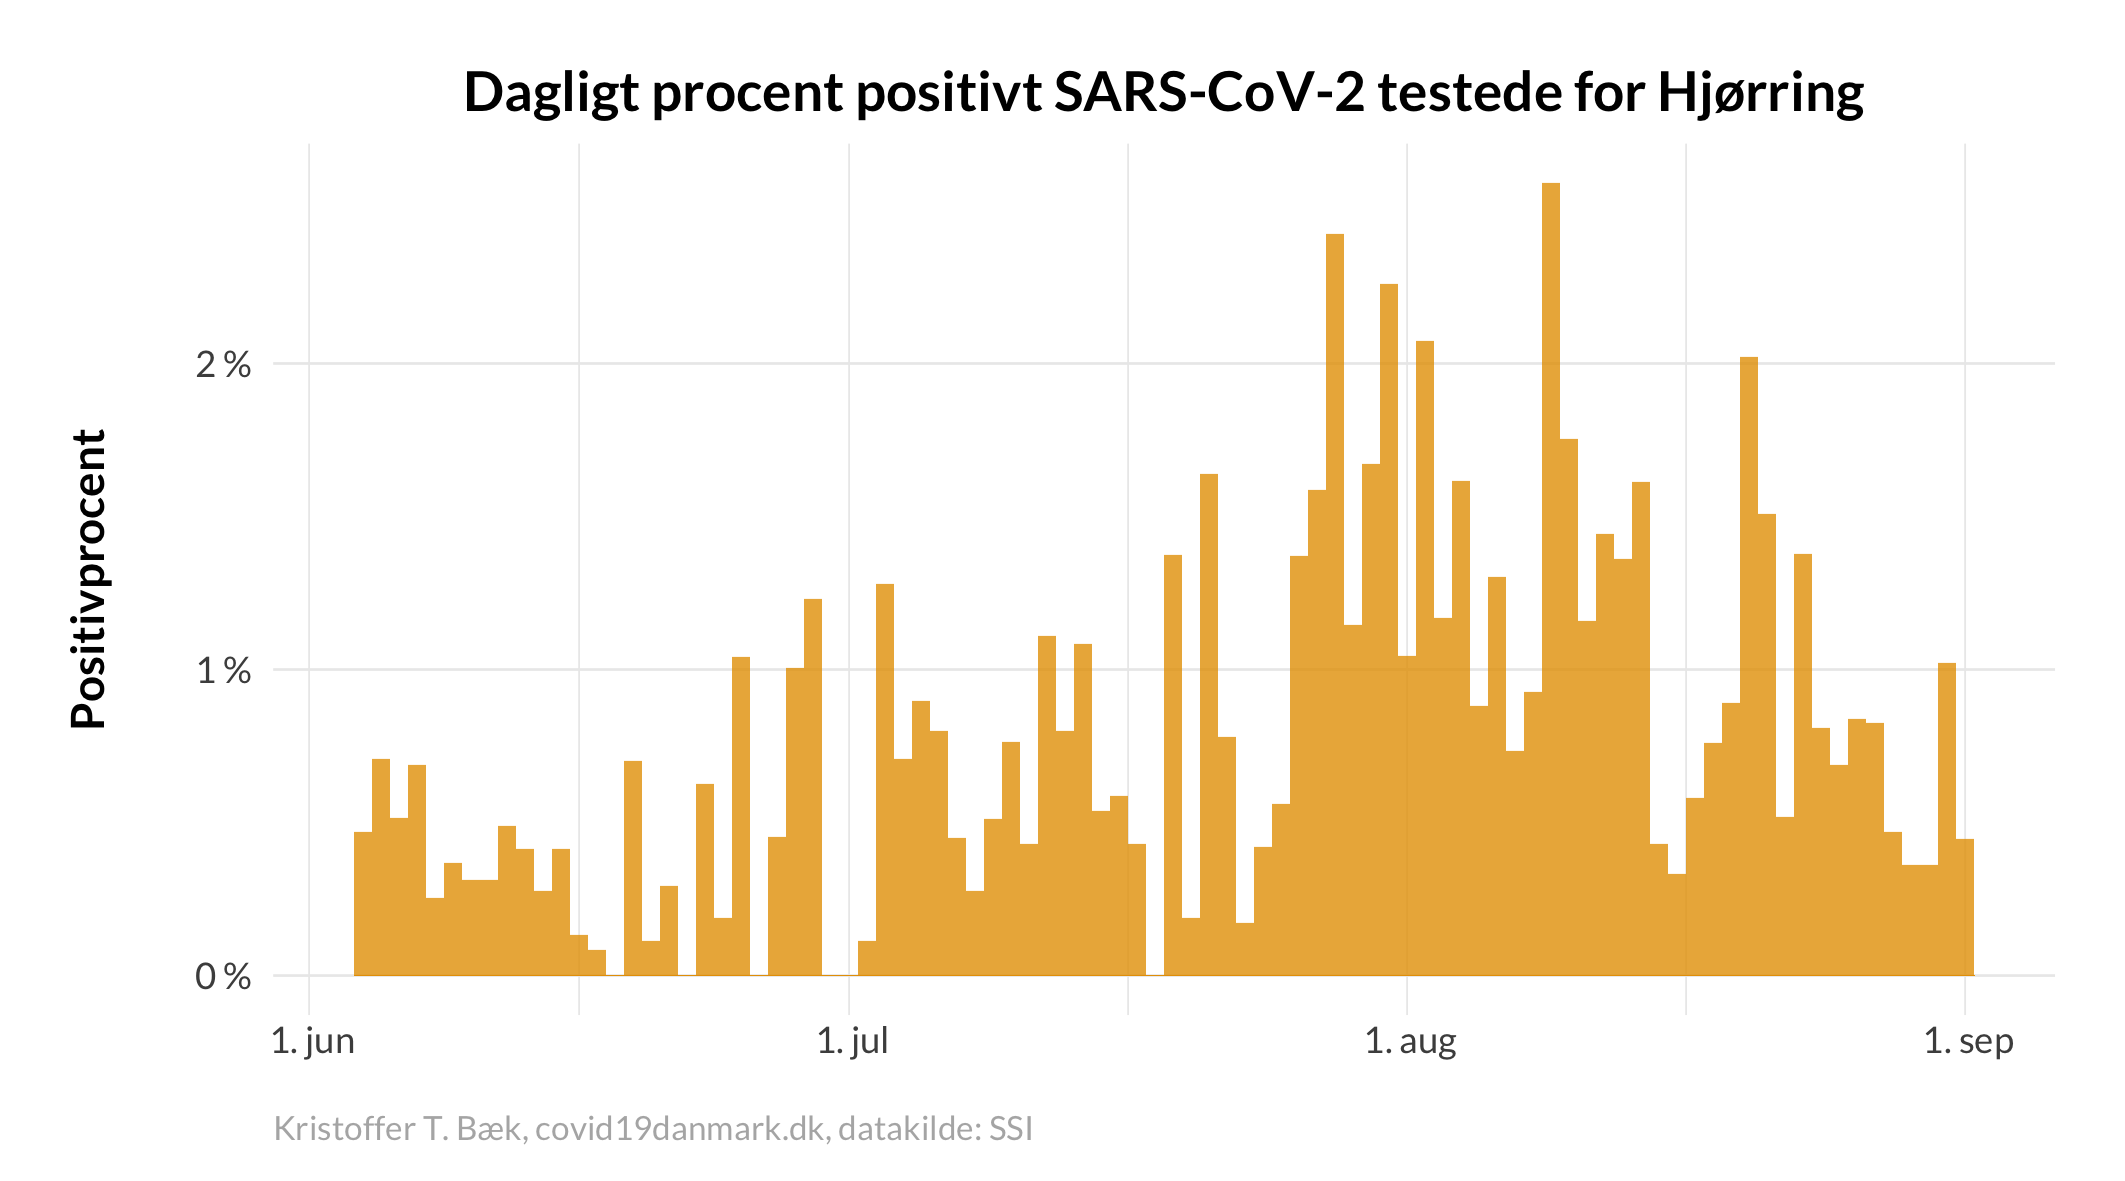 Dagligt procent positivt SARS-CoV-2 testede for Hjørring
Positivprocent
2 %
1 %
0 %
1. jun
1. jul
1. aug
1. sep
Kristoffer T. Bæk, covid19danmark.dk, datakilde: SSI